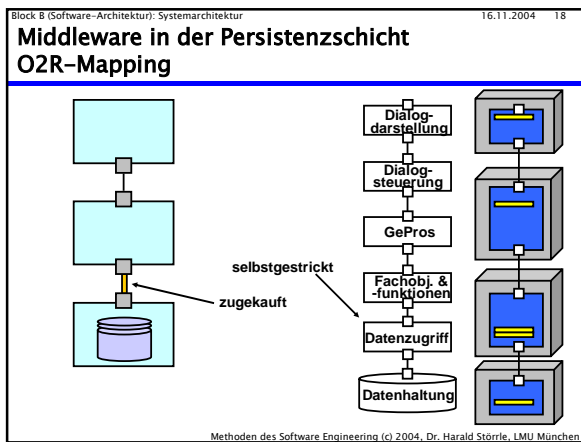 Block B (Software-Architektur): Systemarchitektur 16.11.2004 18
Middleware in der Persistenzschicht
O2R-Mapping
Dialog-
darstellung
Dialog-
steuerung
GePros
selbstgestrickt
Fachobj. &
-funktionen
zugekauft
Datenzugriff
Datenhaltung
Methoden des Software Engineering (c) 2004, Dr. Harald Störrle, LMU München